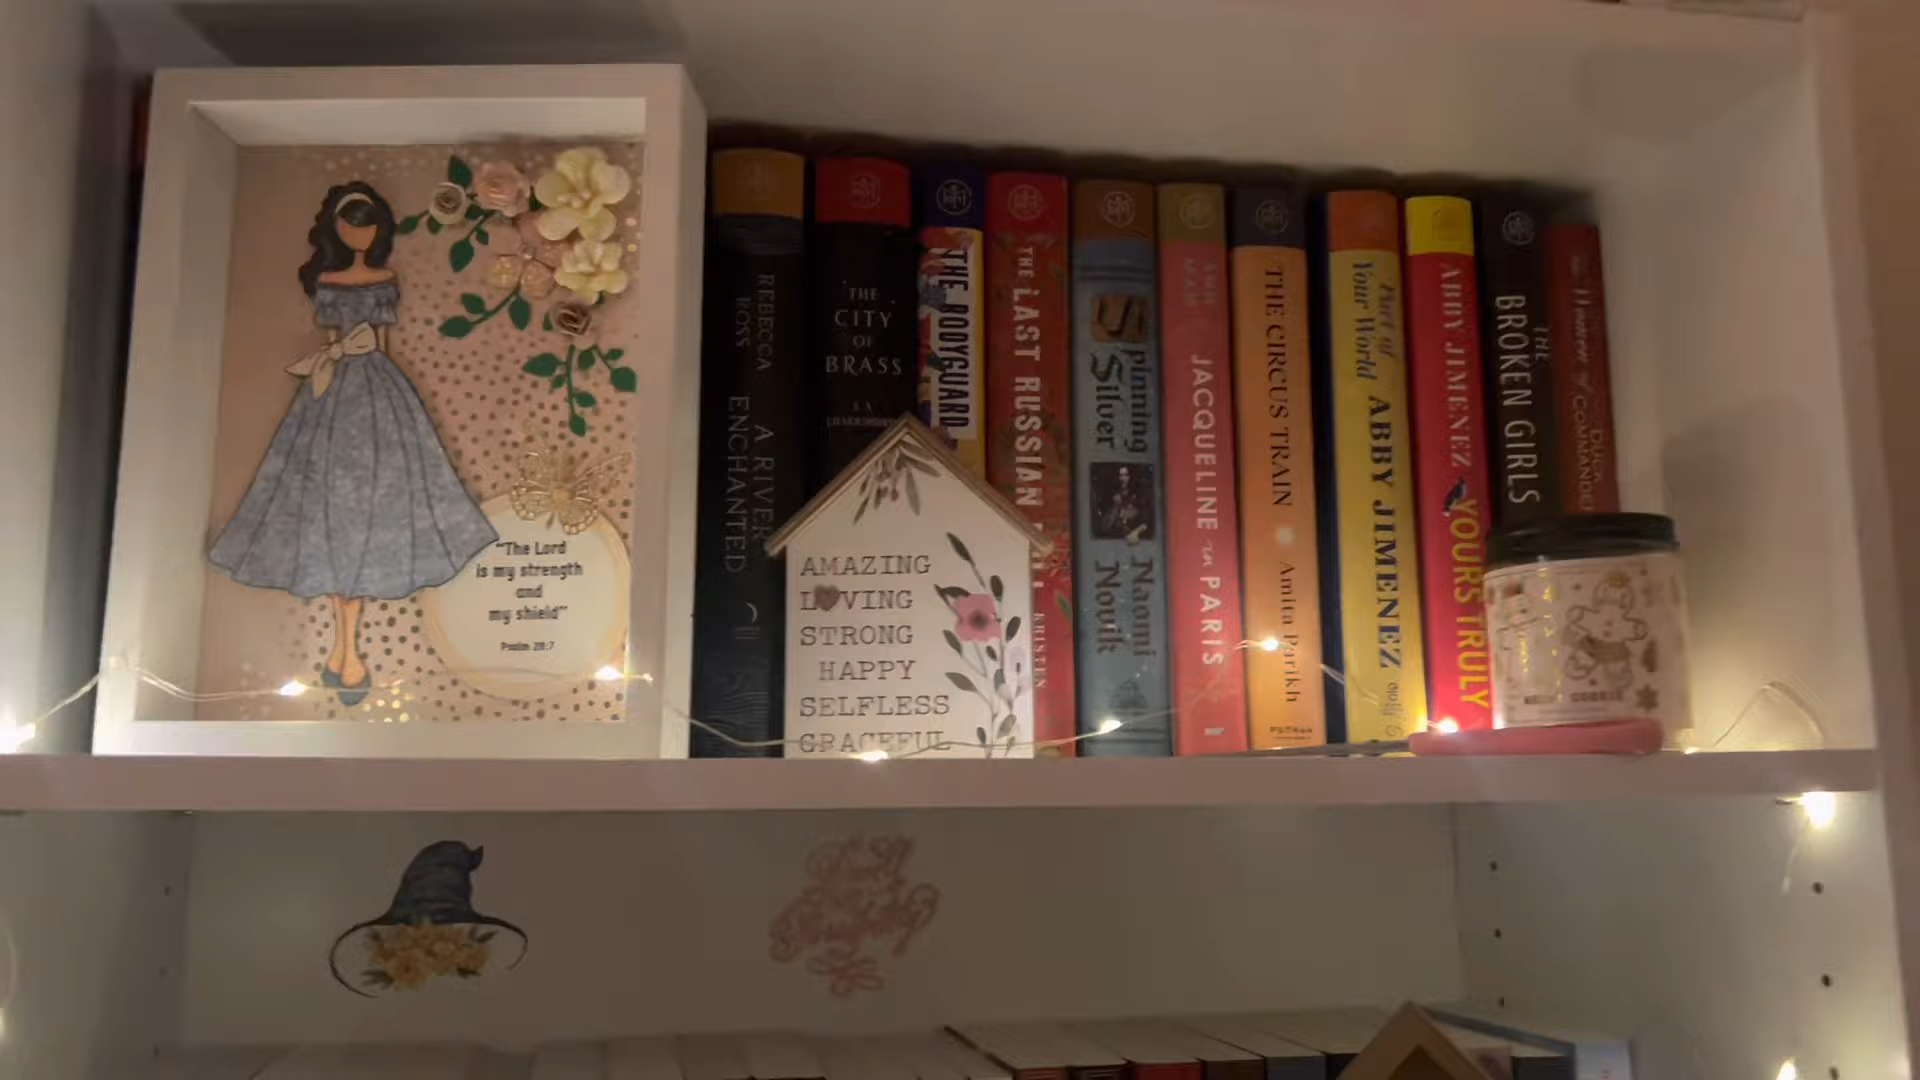 "The Lord
is my strength
and
my shield"
Psalm 28:7
REBECCA
ROSS
A RIVER
ENCHANTED
THE
CITY
OF
BRASS
THE BODYGUARD
THE LAST RUSSIAN
KRISTEN
Spinning
Silver
Naomi
Novik
JACQUELINE in PARIS
THE CIRCUS TRAIN
Amita Parikh
Part of
Your World
ABBY JIMENEZ
ABBY JIMENEZ
YOURS TRULY
THE
BROKEN GIRLS
AMAZING
LOVING
STRONG
HAPPY
SELFLESS
GRACEFUL